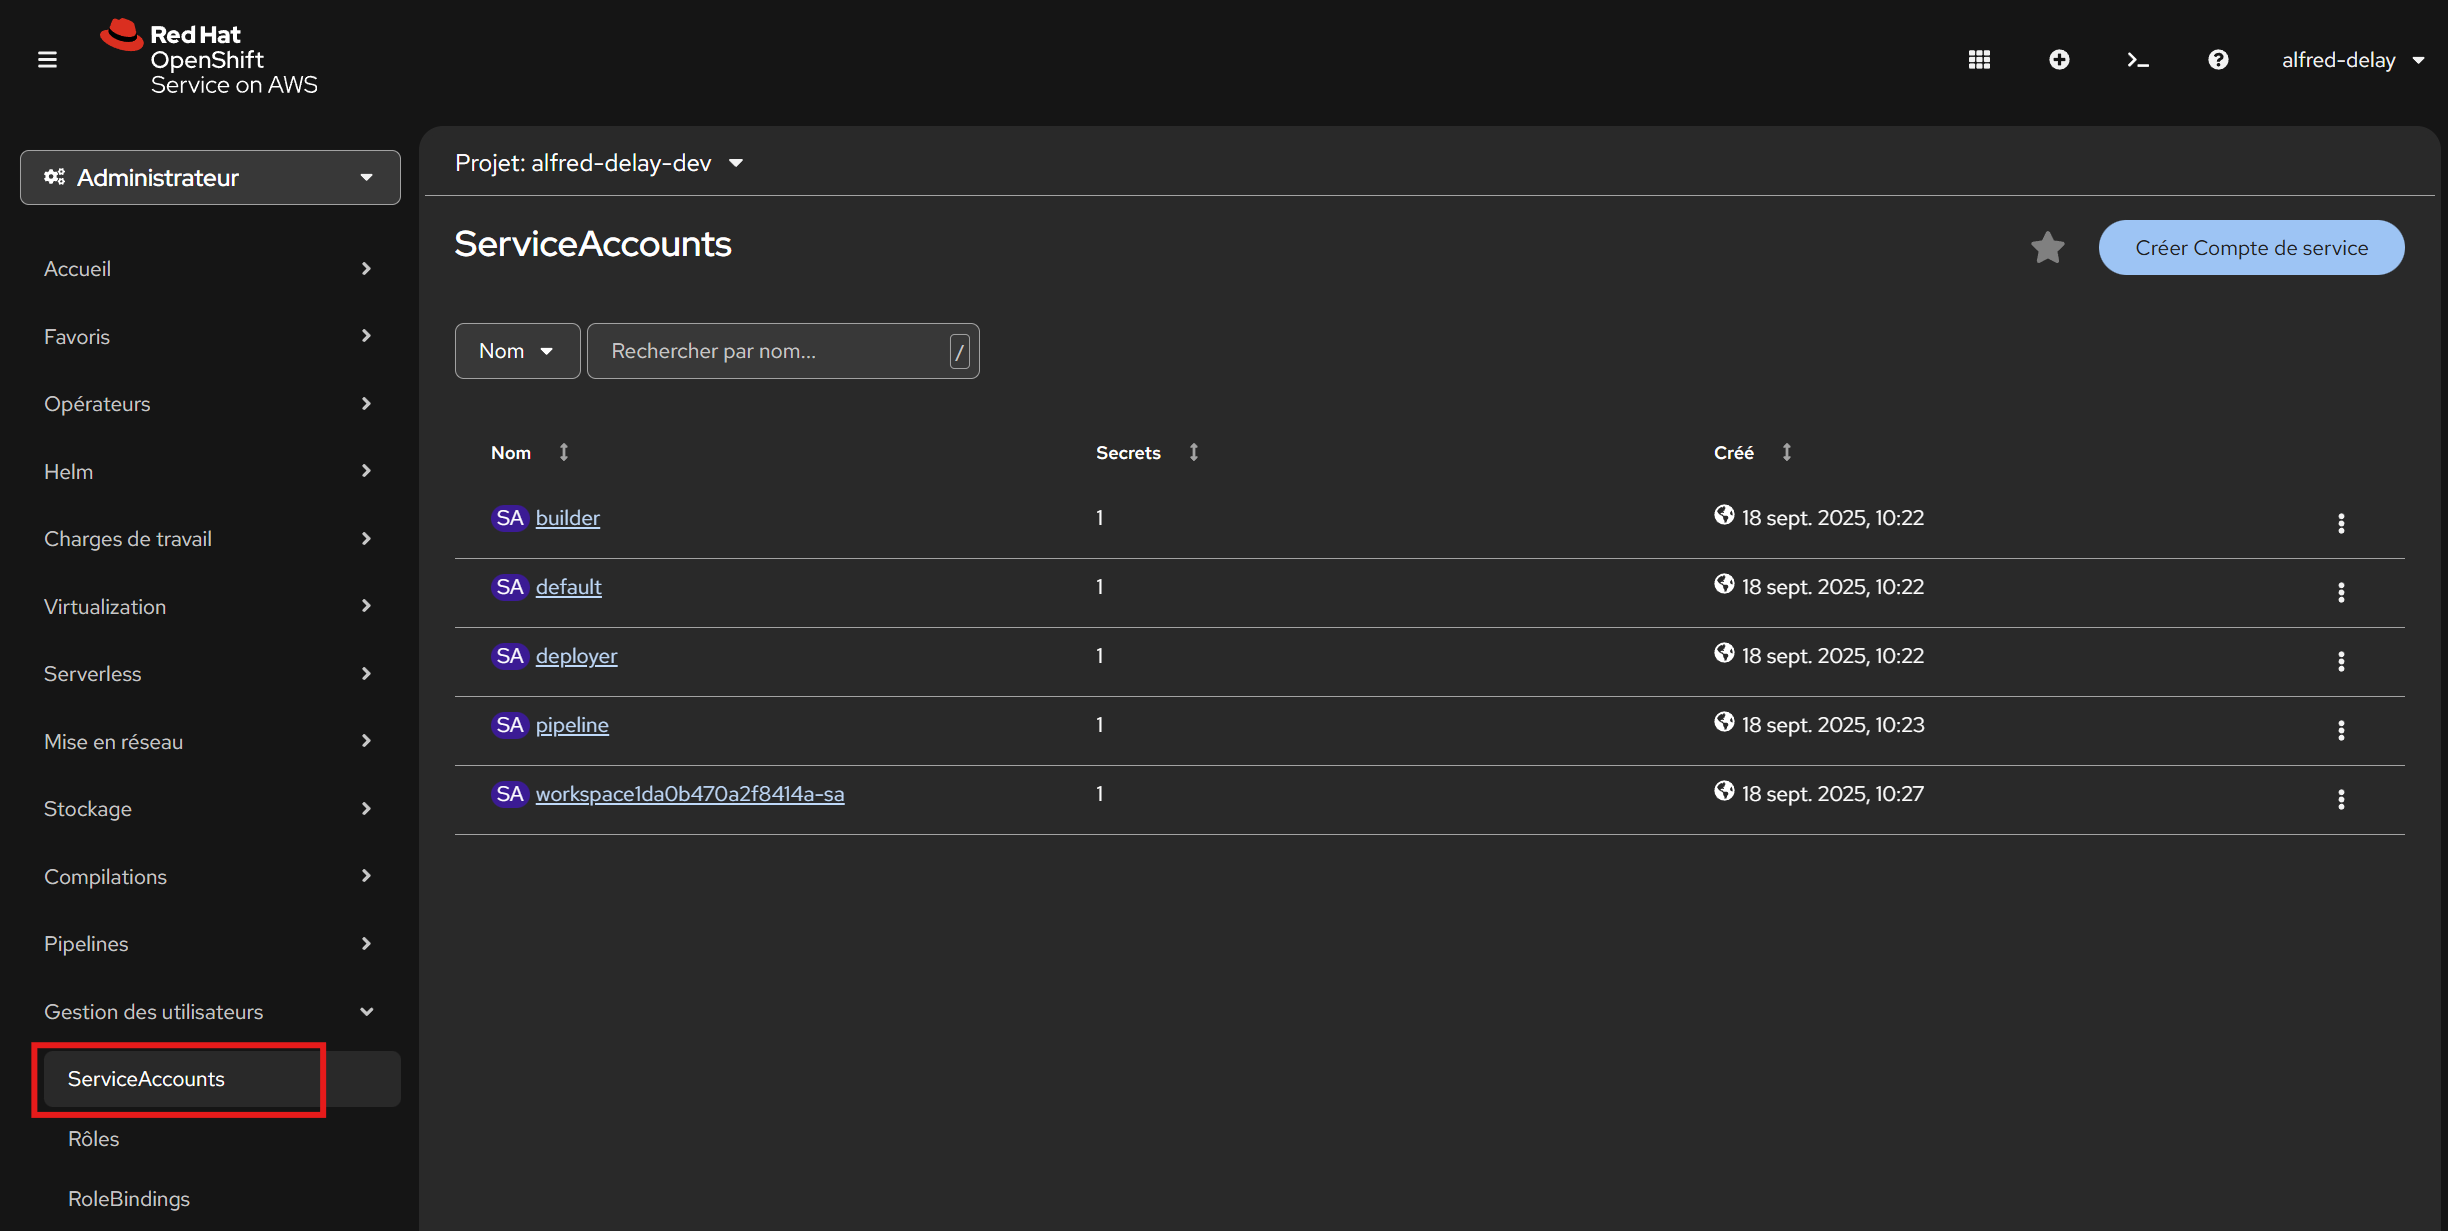 Red Hat
OpenShift
Service on AWS
alfred-delay
Administrateur
Accueil
Favoris
Opérateurs
Helm
Charges de travail
Virtualization
Serverless
Mise en réseau
Stockage
Compilations
Pipelines
Gestion des utilisateurs
ServiceAccounts
Rôles
RoleBindings
Projet: alfred-delay-dev
ServiceAccounts
Créer Compte de service
Nom
Rechercher par nom... /
Nom Secrets Créé
SA builder 1 18 sept. 2025, 10:22
SA default 1 18 sept. 2025, 10:22
SA deployer 1 18 sept. 2025, 10:22
SA pipeline 1 18 sept. 2025, 10:23
SA workspace1da0b470a2f8414a-sa 1 18 sept. 2025, 10:27